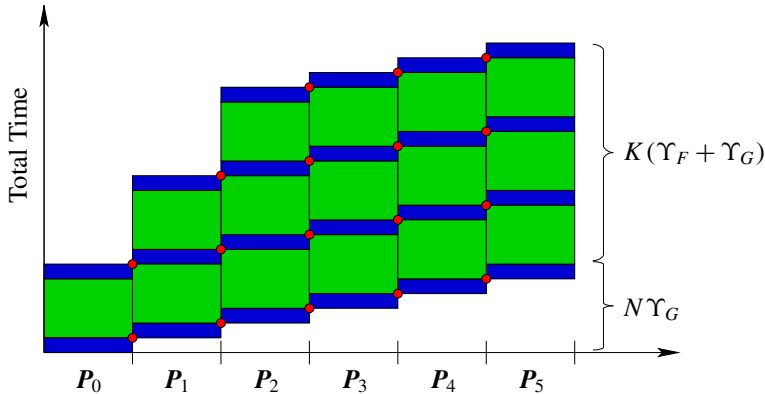 Total Time
K(ϒ_F + ϒ_G)
Nϒ_G
P_0 P_1 P_2 P_3 P_4 P_5